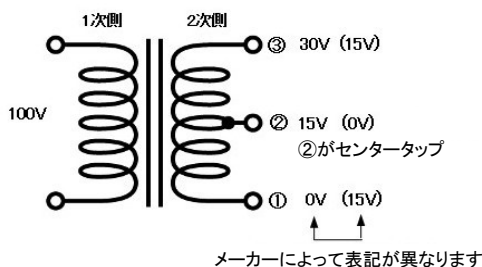 1次側 2次側
③ 30V (15V)
100V
② 15V (0V)
②がセンタータップ
① 0V (15V)
メーカーによって表記が異なります